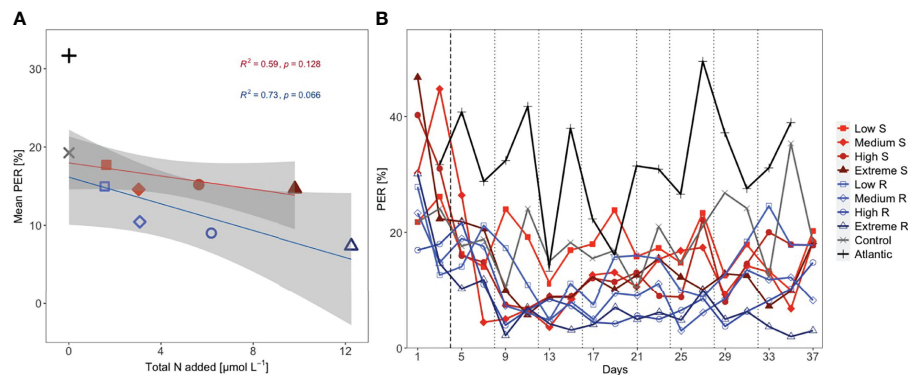 A
B
Mean PER [%]
30
20
10
0
R² = 0.59, p = 0.128
R² = 0.73, p = 0.066
0 4 8 12
Total N added [µmol L⁻¹]
PER [%]
40
20
0
1 5 9 13 17 21 25 29 33 37
Days
Low S
Medium S
High S
Extreme S
Low R
Medium R
High R
Extreme R
Control
Atlantic